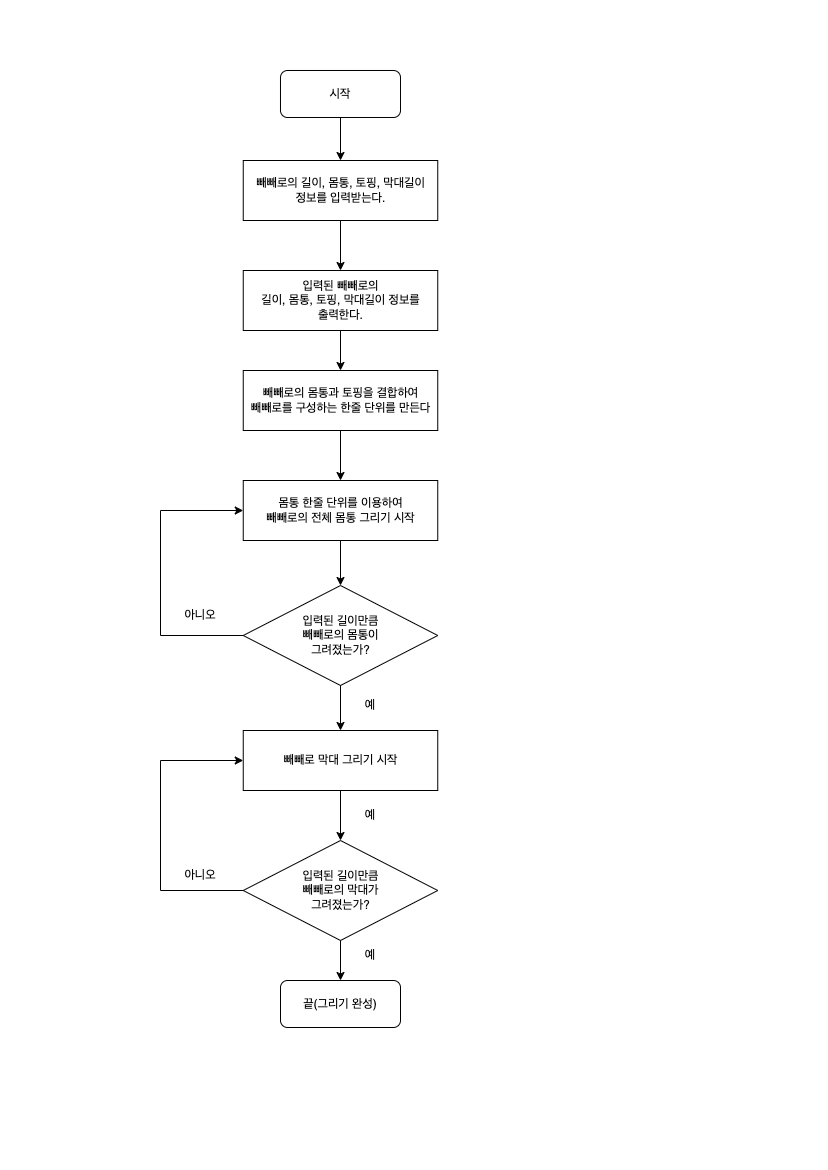 시작
빼빼로의 길이, 몸통, 토핑, 막대길이
정보를 입력받는다.
입력된 빼빼로의
길이, 몸통, 토핑, 막대길이 정보를
출력한다.
빼빼로의 몸통과 토핑을 결합하여
빼빼로를 구성하는 한줄 단위를 만든다
몸통 한줄 단위를 이용하여
빼빼로의 전체 몸통 그리기 시작
아니오
입력된 길이만큼
빼빼로의 몸통이
그려졌는가?
예
빼빼로 막대 그리기 시작
예
아니오
입력된 길이만큼
빼빼로의 막대가
그려졌는가?
예
끝(그리기 완성)